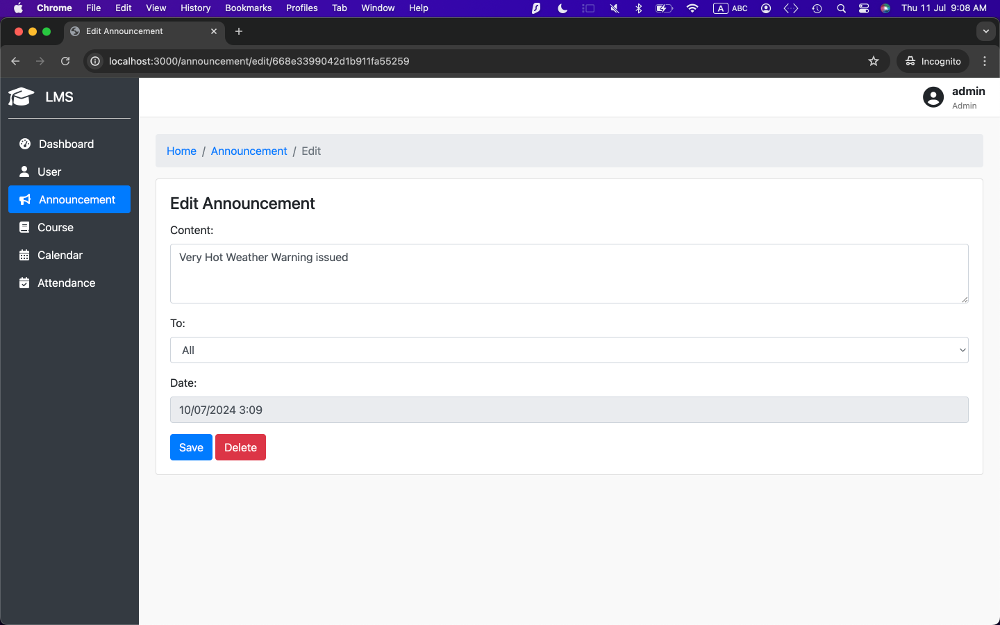 Chrome File Edit View History Bookmarks Profiles Tab Window Help A ABC Thu 11 Jul 9:08 AM
Edit Announcement
localhost:3000/announcement/edit/668e3399042d1b911fa55259
Incognito
LMS
admin
Admin
Dashboard
User
Announcement
Course
Calendar
Attendance
Home / Announcement / Edit
Edit Announcement
Content:
Very Hot Weather Warning issued
To:
All
Date:
10/07/2024 3:09
Save Delete